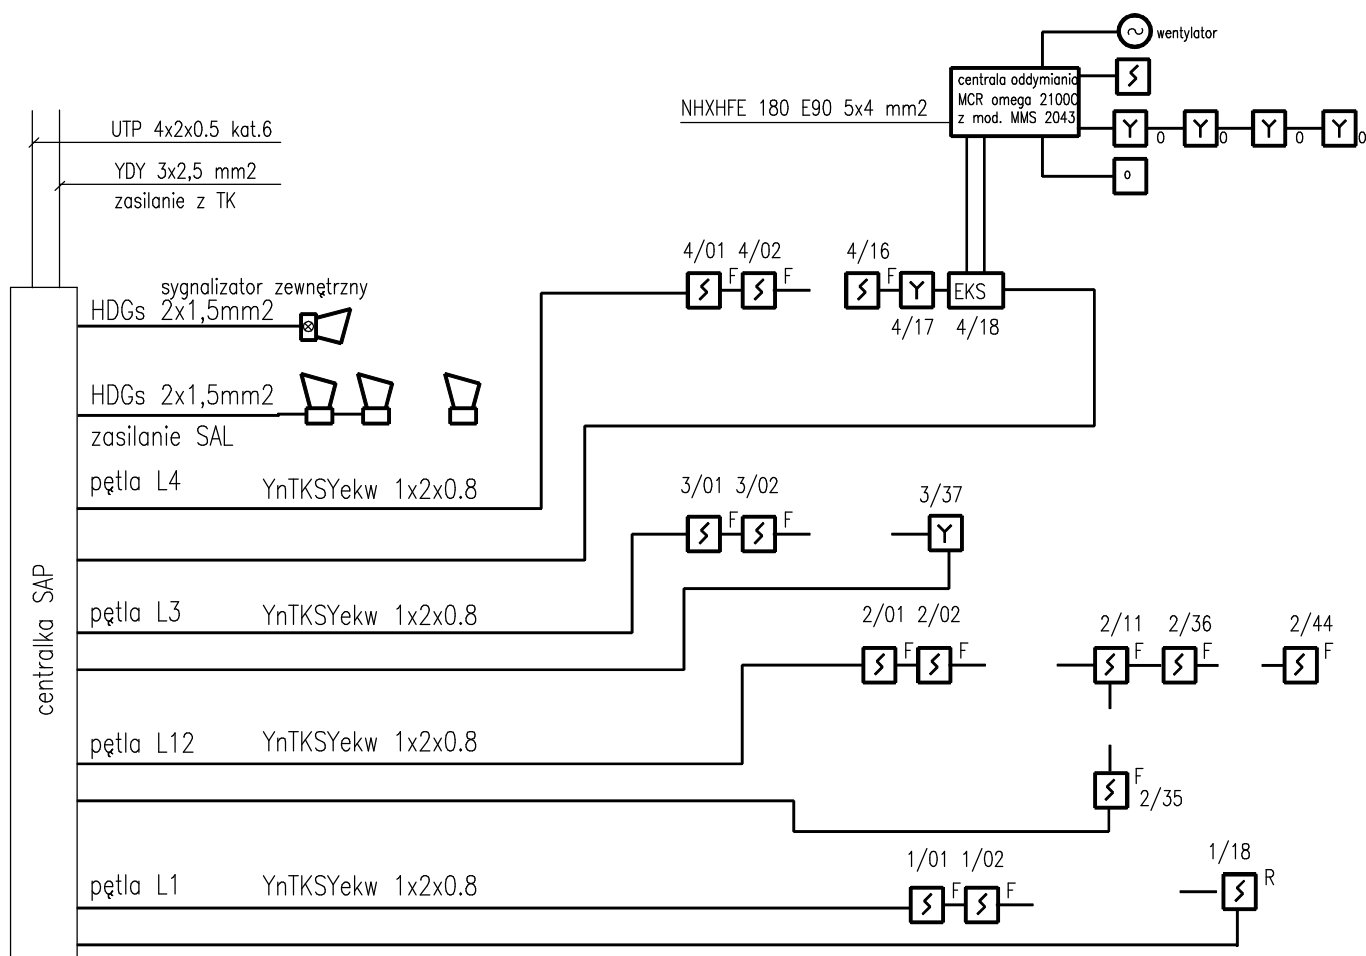 wentylator
centrala oddymiania
MCR omega 2100C
z mod. MMS 2043
NHXHFE 180 E90 5x4 mm2
O O O O
o
UTP 4x2x0.5 kat.6
YDY 3x2,5 mm2
zasilanie z TK
4/01 4/02 4/16
F F F
EKS
4/17 4/18
sygnalizator zewnętrzny
HDGs 2x1,5mm2
HDGs 2x1,5mm2
zasilanie SAL
pętla L4 YnTKSYekw 1x2x0.8
3/01 3/02 3/37
F F
centralka SAP
pętla L3 YnTKSYekw 1x2x0.8
2/01 2/02 2/11 2/36 2/44
F F F F F
pętla L12 YnTKSYekw 1x2x0.8
F
2/35
1/01 1/02 1/18
pętla L1 YnTKSYekw 1x2x0.8
F F R